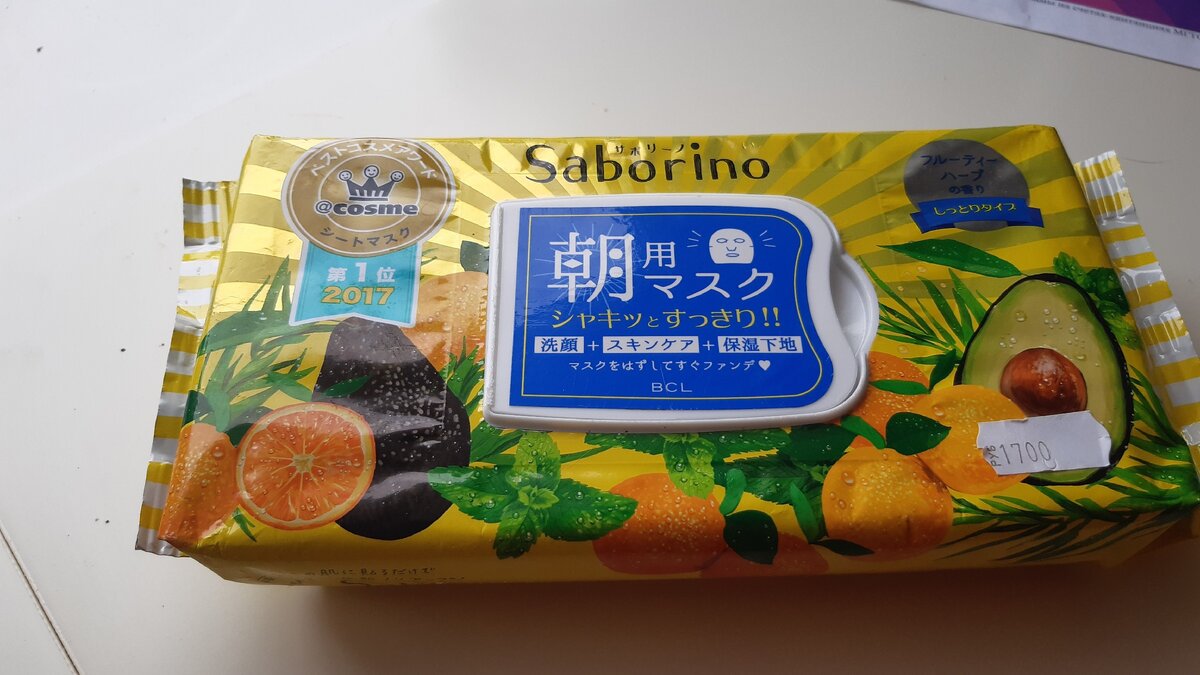 ベストコスメアワード
@cosme
シートマスク
第1位
2017
サボリーノ
Saborino
フルーティー
ハーブ
の香り
しっとりタイプ
朝用マスク
シャキッとすっきり!!
洗顔+スキンケア+保湿下地
マスクをはずしてすぐファンデ♥
BCL
РУБ 1700